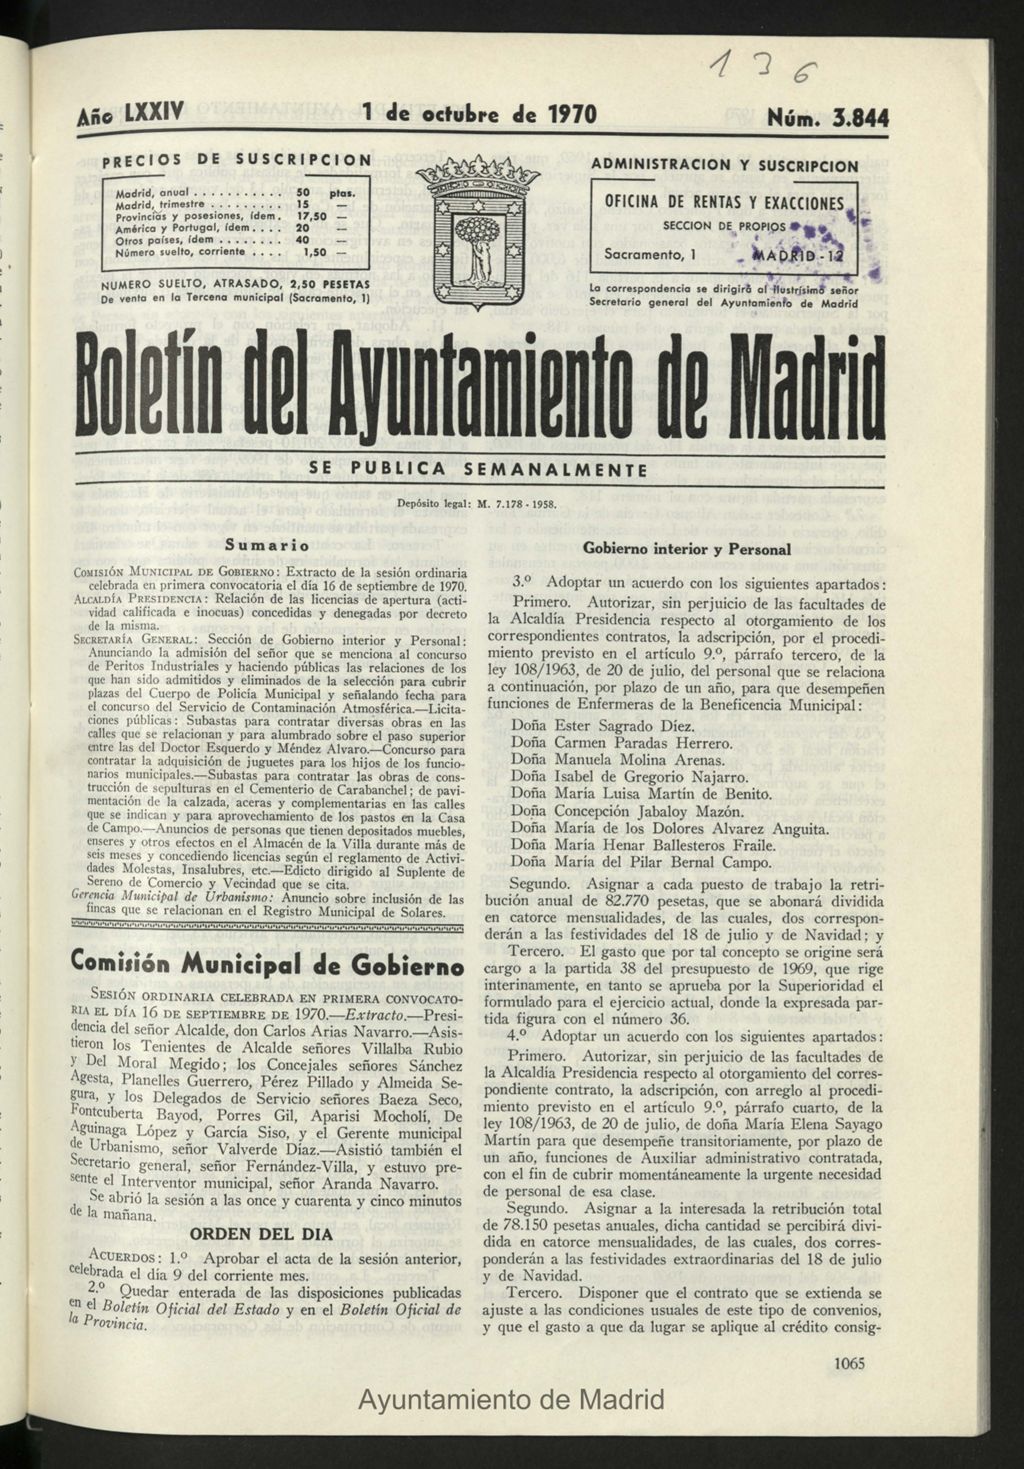 136
Año LXXIV 1 de octubre de 1970 Núm. 3.844
PRECIOS DE SUSCRIPCION
Madrid, anual . . . . . . . . . . . 50 ptas.
Madrid, trimestre . . . . . . . . . 15 —
Provincias y posesiones, ídem . 17,50 —
América y Portugal, ídem . . . . 20 —
Otros países, ídem . . . . . . . . 40 —
Número suelto, corriente . . . . 1,50 —
NUMERO SUELTO, ATRASADO, 2,50 PESETAS
De venta en la Tercena municipal (Sacramento, 1)
ADMINISTRACION Y SUSCRIPCION
OFICINA DE RENTAS Y EXACCIONES
SECCION DE PROPIOS
Sacramento, 1 MADRID - 12
La correspondencia se dirigirá al Ilustrísimo señor
Secretario general del Ayuntamiento de Madrid
Boletín del Ayuntamiento de Madrid
SE PUBLICA SEMANALMENTE
Depósito legal: M. 7.178 - 1958.
Sumario
COMISIÓN MUNICIPAL DE GOBIERNO: Extracto de la sesión ordinaria
celebrada en primera convocatoria el día 16 de septiembre de 1970.
ALCALDÍA PRESIDENCIA: Relación de las licencias de apertura (acti-
vidad calificada e inocuas) concedidas y denegadas por decreto
de la misma.
SECRETARÍA GENERAL: Sección de Gobierno interior y Personal:
Anunciando la admisión del señor que se menciona al concurso
de Peritos Industriales y haciendo públicas las relaciones de los
que han sido admitidos y eliminados de la selección para cubrir
plazas del Cuerpo de Policía Municipal y señalando fecha para
el concurso del Servicio de Contaminación Atmosférica.—Licita-
ciones públicas: Subastas para contratar diversas obras en las
calles que se relacionan y para alumbrado sobre el paso superior
entre las del Doctor Esquerdo y Méndez Alvaro.—Concurso para
contratar la adquisición de juguetes para los hijos de los funcio-
narios municipales.—Subastas para contratar las obras de cons-
trucción de sepulturas en el Cementerio de Carabanchel; de pavi-
mentación de la calzada, aceras y complementarias en las calles
que se indican y para aprovechamiento de los pastos en la Casa
de Campo.—Anuncios de personas que tienen depositados muebles,
enseres y otros efectos en el Almacén de la Villa durante más de
seis meses y concediendo licencias según el reglamento de Activi-
dades Molestas, Insalubres, etc.—Edicto dirigido al Suplente de
Sereno de Comercio y Vecindad que se cita.
Gerencia Municipal de Urbanismo: Anuncio sobre inclusión de las
fincas que se relacionan en el Registro Municipal de Solares.
Comisión Municipal de Gobierno
SESIÓN ORDINARIA CELEBRADA EN PRIMERA CONVOCATO-
RIA EL DÍA 16 DE SEPTIEMBRE DE 1970.—Extracto.—Presi-
dencia del señor Alcalde, don Carlos Arias Navarro.—Asis-
tieron los Tenientes de Alcalde señores Villalba Rubio
y Del Moral Megido; los Concejales señores Sánchez
Agesta, Planelles Guerrero, Pérez Pillado y Almeida Se-
gura, y los Delegados de Servicio señores Baeza Seco,
Fontcuberta Bayod, Porres Gil, Aparisi Mocholí, De
Aguinaga López y García Siso, y el Gerente municipal
de Urbanismo, señor Valverde Díaz.—Asistió también el
Secretario general, señor Fernández-Villa, y estuvo pre-
sente el Interventor municipal, señor Aranda Navarro.
Se abrió la sesión a las once y cuarenta y cinco minutos
de la mañana.
ORDEN DEL DIA
ACUERDOS: 1.º Aprobar el acta de la sesión anterior,
celebrada el día 9 del corriente mes.
2.º Quedar enterada de las disposiciones publicadas
en el Boletín Oficial del Estado y en el Boletín Oficial de
la Provincia.
Gobierno interior y Personal
3.º Adoptar un acuerdo con los siguientes apartados:
Primero. Autorizar, sin perjuicio de las facultades de
la Alcaldía Presidencia respecto al otorgamiento de los
correspondientes contratos, la adscripción, por el procedi-
miento previsto en el artículo 9.º, párrafo tercero, de la
ley 108/1963, de 20 de julio, del personal que se relaciona
a continuación, por plazo de un año, para que desempeñen
funciones de Enfermeras de la Beneficencia Municipal:
Doña Ester Sagrado Díez.
Doña Carmen Paradas Herrero.
Doña Manuela Molina Arenas.
Doña Isabel de Gregorio Najarro.
Doña María Luisa Martín de Benito.
Doña Concepción Jabaloy Mazón.
Doña María de los Dolores Alvarez Anguita.
Doña María Henar Ballesteros Fraile.
Doña María del Pilar Bernal Campo.
Segundo. Asignar a cada puesto de trabajo la retri-
bución anual de 82.770 pesetas, que se abonará dividida
en catorce mensualidades, de las cuales, dos correspon-
derán a las festividades del 18 de julio y de Navidad; y
Tercero. El gasto que por tal concepto se origine será
cargo a la partida 38 del presupuesto de 1969, que rige
interinamente, en tanto se aprueba por la Superioridad el
formulado para el ejercicio actual, donde la expresada par-
tida figura con el número 36.
4.º Adoptar un acuerdo con los siguientes apartados:
Primero. Autorizar, sin perjuicio de las facultades de
la Alcaldía Presidencia respecto al otorgamiento del corres-
pondiente contrato, la adscripción, con arreglo al procedi-
miento previsto en el artículo 9.º, párrafo cuarto, de la
ley 108/1963, de 20 de julio, de doña María Elena Sayago
Martín para que desempeñe transitoriamente, por plazo de
un año, funciones de Auxiliar administrativo contratada,
con el fin de cubrir momentáneamente la urgente necesidad
de personal de esa clase.
Segundo. Asignar a la interesada la retribución total
de 78.150 pesetas anuales, dicha cantidad se percibirá divi-
dida en catorce mensualidades, de las cuales, dos corres-
ponderán a las festividades extraordinarias del 18 de julio
y de Navidad.
Tercero. Disponer que el contrato que se extienda se
ajuste a las condiciones usuales de este tipo de convenios,
y que el gasto a que da lugar se aplique al crédito consig-
1065
Ayuntamiento de Madrid